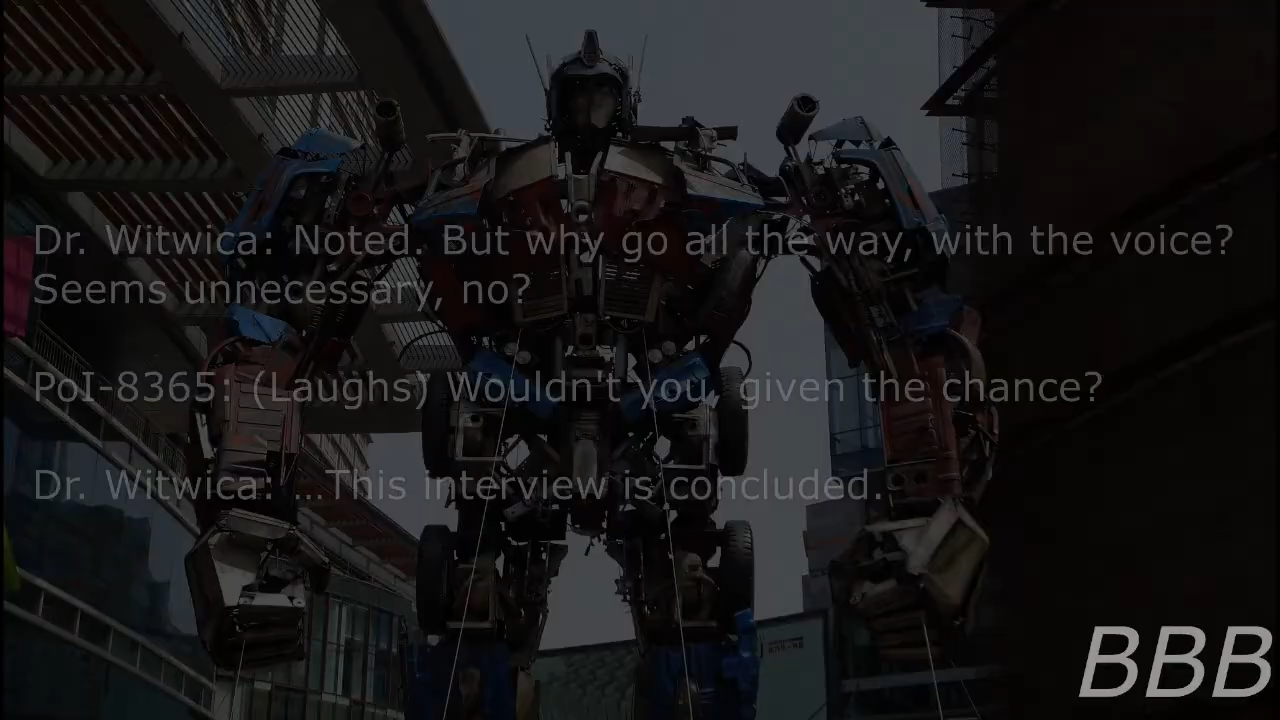 Dr. Witwica: Noted. But why go all the way, with the voice?
Seems unnecessary, no?
PoI-8365: (Laughs) Wouldn't you, given the chance?
Dr. Witwica: ...This interview is concluded.
BBB